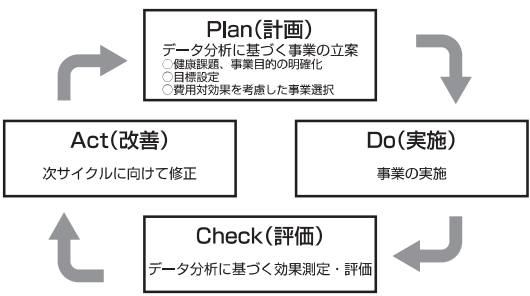 Plan(計画)
データ分析に基づく事業の立案
○健康課題、事業目的の明確化
○目標設定
○費用対効果を考慮した事業選択
Act(改善)
次サイクルに向けて修正
Do(実施)
事業の実施
Check(評価)
データ分析に基づく効果測定・評価